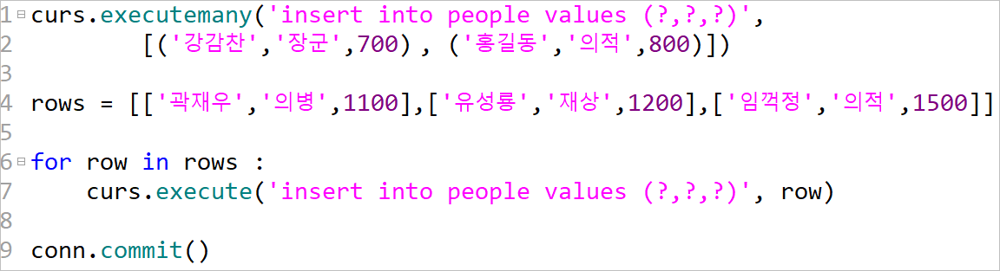 1 curs.executemany('insert into people values (?,?,?)',
2 [('강감찬','장군',700) , ('홍길동','의적',800)])
3
4 rows = [['곽재우','의병',1100],['유성룡','재상',1200],['임꺽정','의적',1500]]
5
6 for row in rows :
7 curs.execute('insert into people values (?,?,?)', row)
8
9 conn.commit()